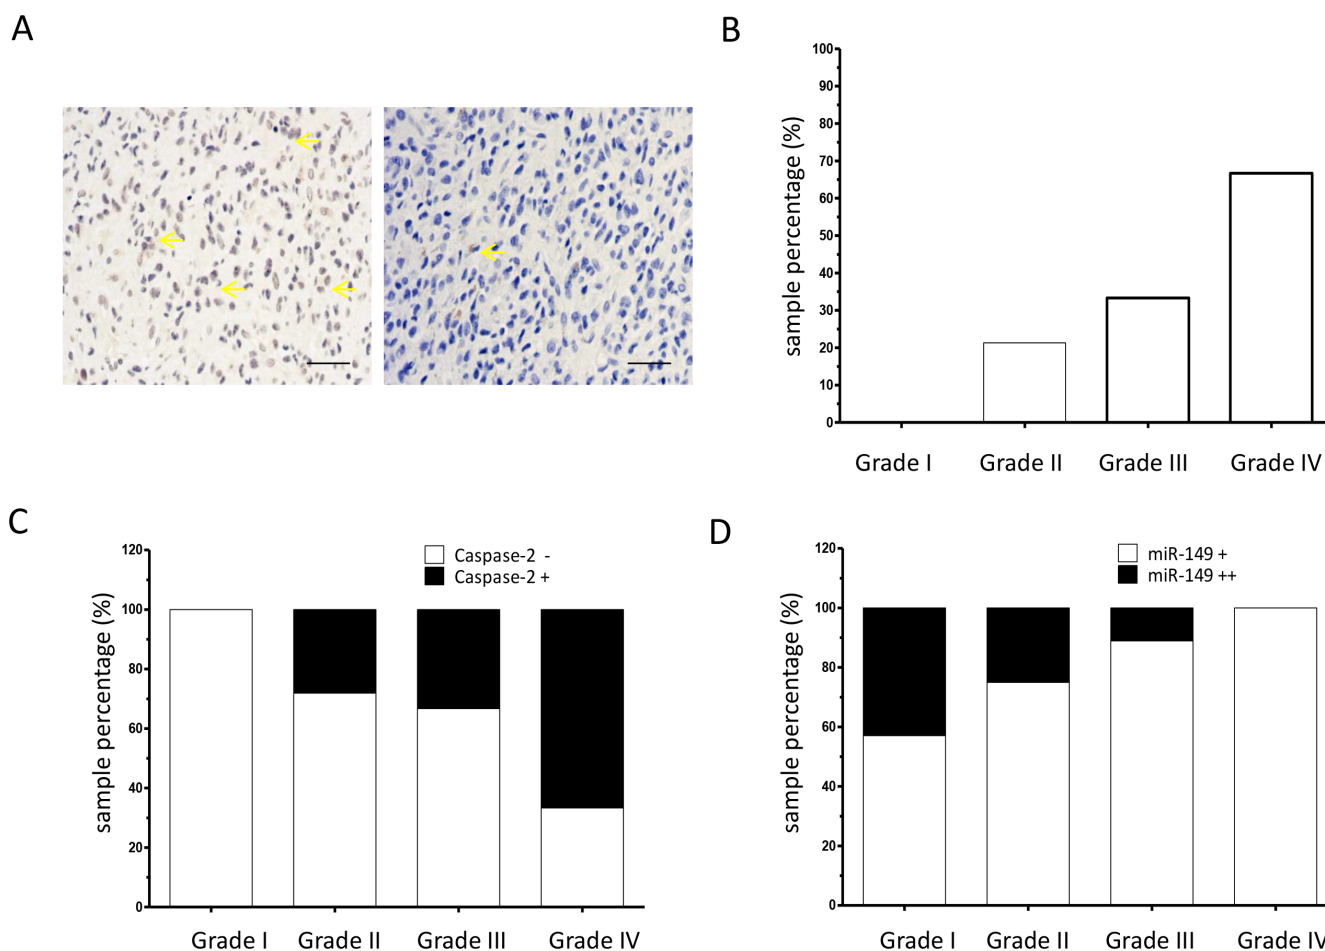 A
B
sample percentage (%)
100
90
80
70
60
50
40
30
20
10
0
Grade I Grade II Grade III Grade IV
C
sample percentage (%)
Caspase-2 -
Caspase-2 +
120
100
80
60
40
20
0
Grade I Grade II Grade III Grade IV
D
sample percentage (%)
miR-149 +
miR-149 ++
120
100
80
60
40
20
0
Grade I Grade II Grade III Grade IV